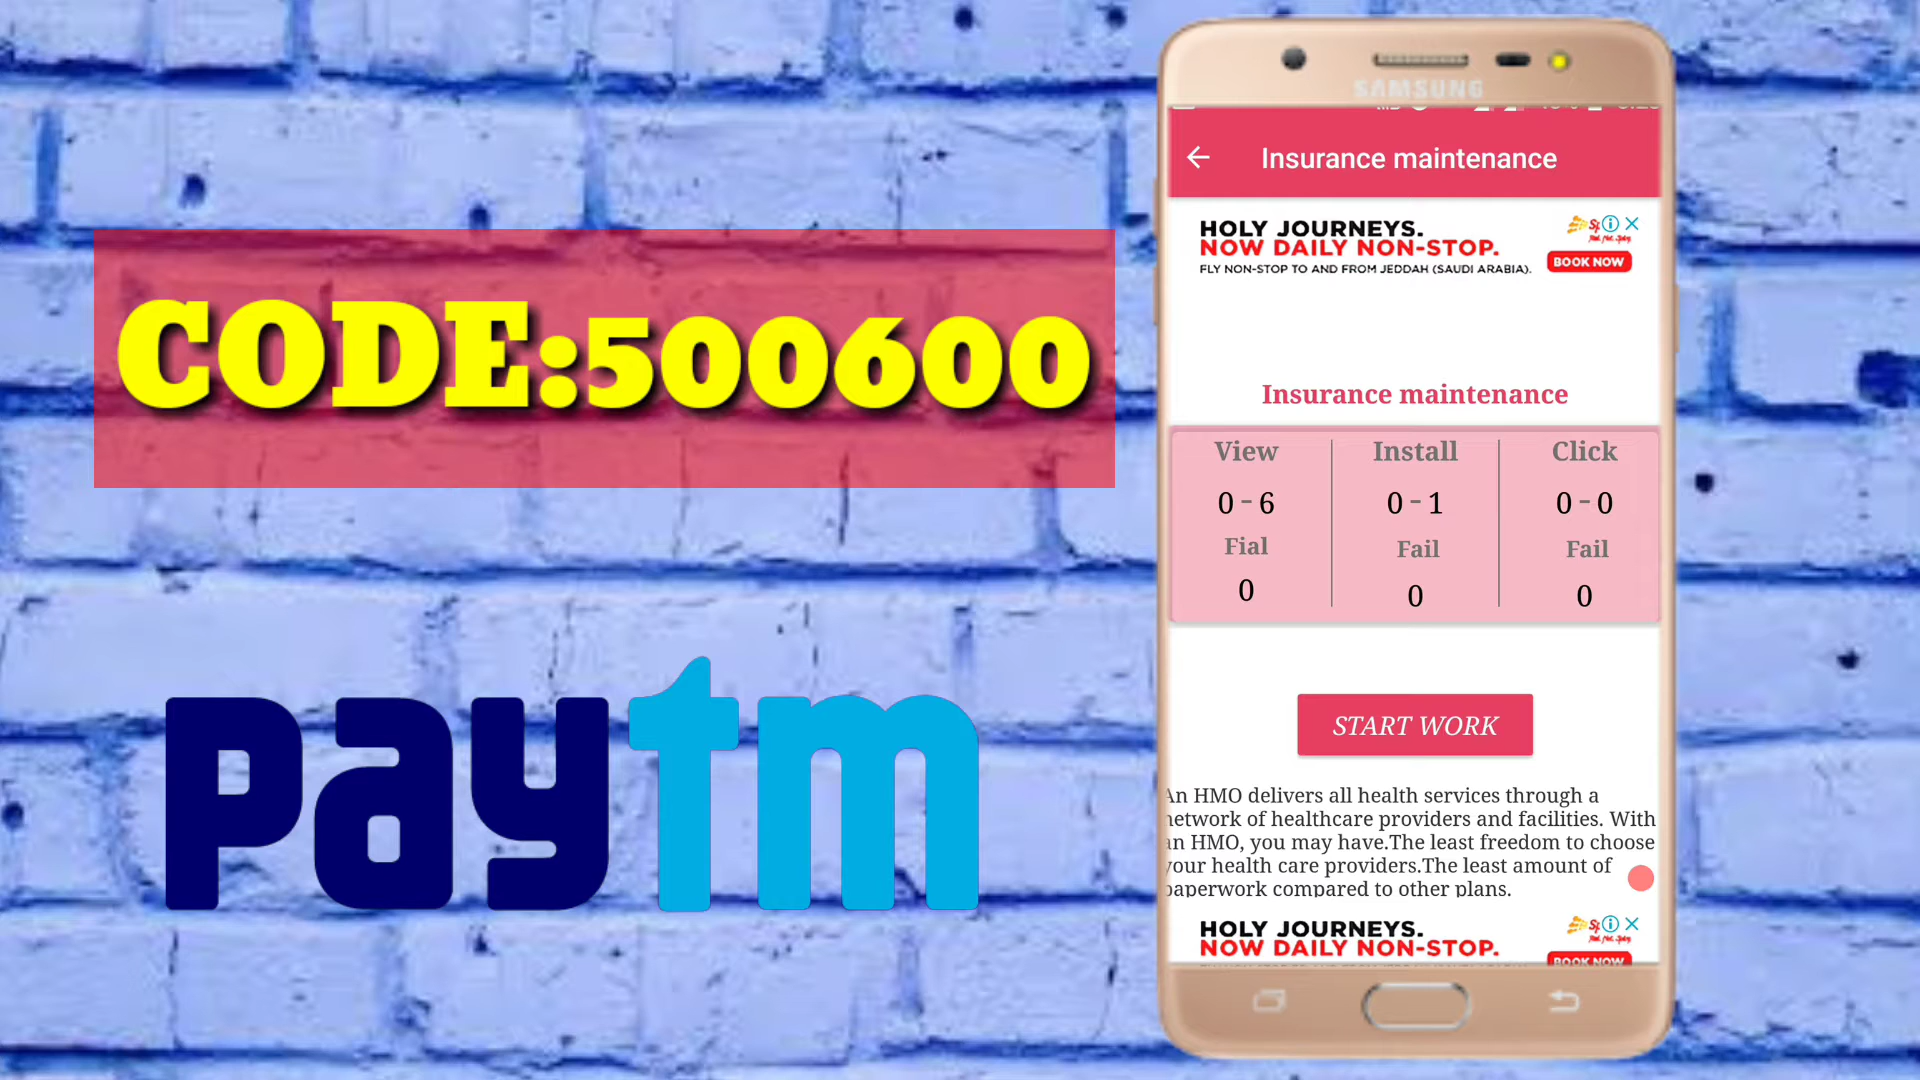 CODE:500600
paytm
SAMSUNG
Insurance maintenance
HOLY JOURNEYS.
NOW DAILY NON-STOP.
FLY NON-STOP TO AND FROM JEDDAH (SAUDI ARABIA).
BOOK NOW
Insurance maintenance
View Install Click
0 - 6 0 - 1 0 - 0
Fial Fail Fail
0 0 0
START WORK
An HMO delivers all health services through a
network of healthcare providers and facilities. With
an HMO, you may have.The least freedom to choose
your health care providers.The least amount of
paperwork compared to other plans.
HOLY JOURNEYS.
NOW DAILY NON-STOP.
BOOK NOW